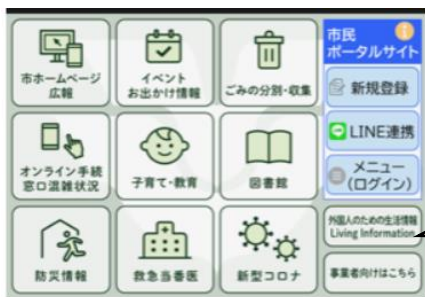 市ホームページ
広報
イベント
お出かけ情報
ごみの分別・収集
オンライン手続
窓口混雑状況
子育て・教育
図書館
防災情報
救急当番医
新型コロナ
市民
ポータルサイト
新規登録
LINE連携
メニュー
(ログイン)
外国人のための生活情報
Living Information
事業者向けはこちら